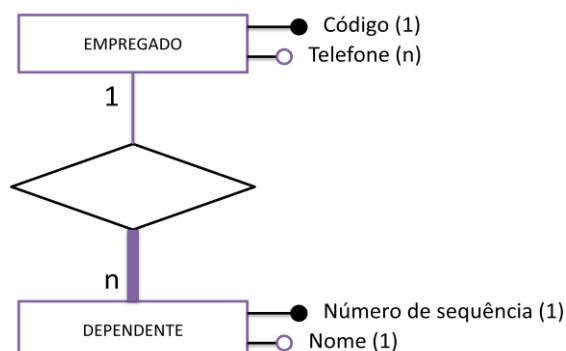 EMPREGADO
Código (1)
Telefone (n)
1
n
DEPENDENTE
Número de sequência (1)
Nome (1)